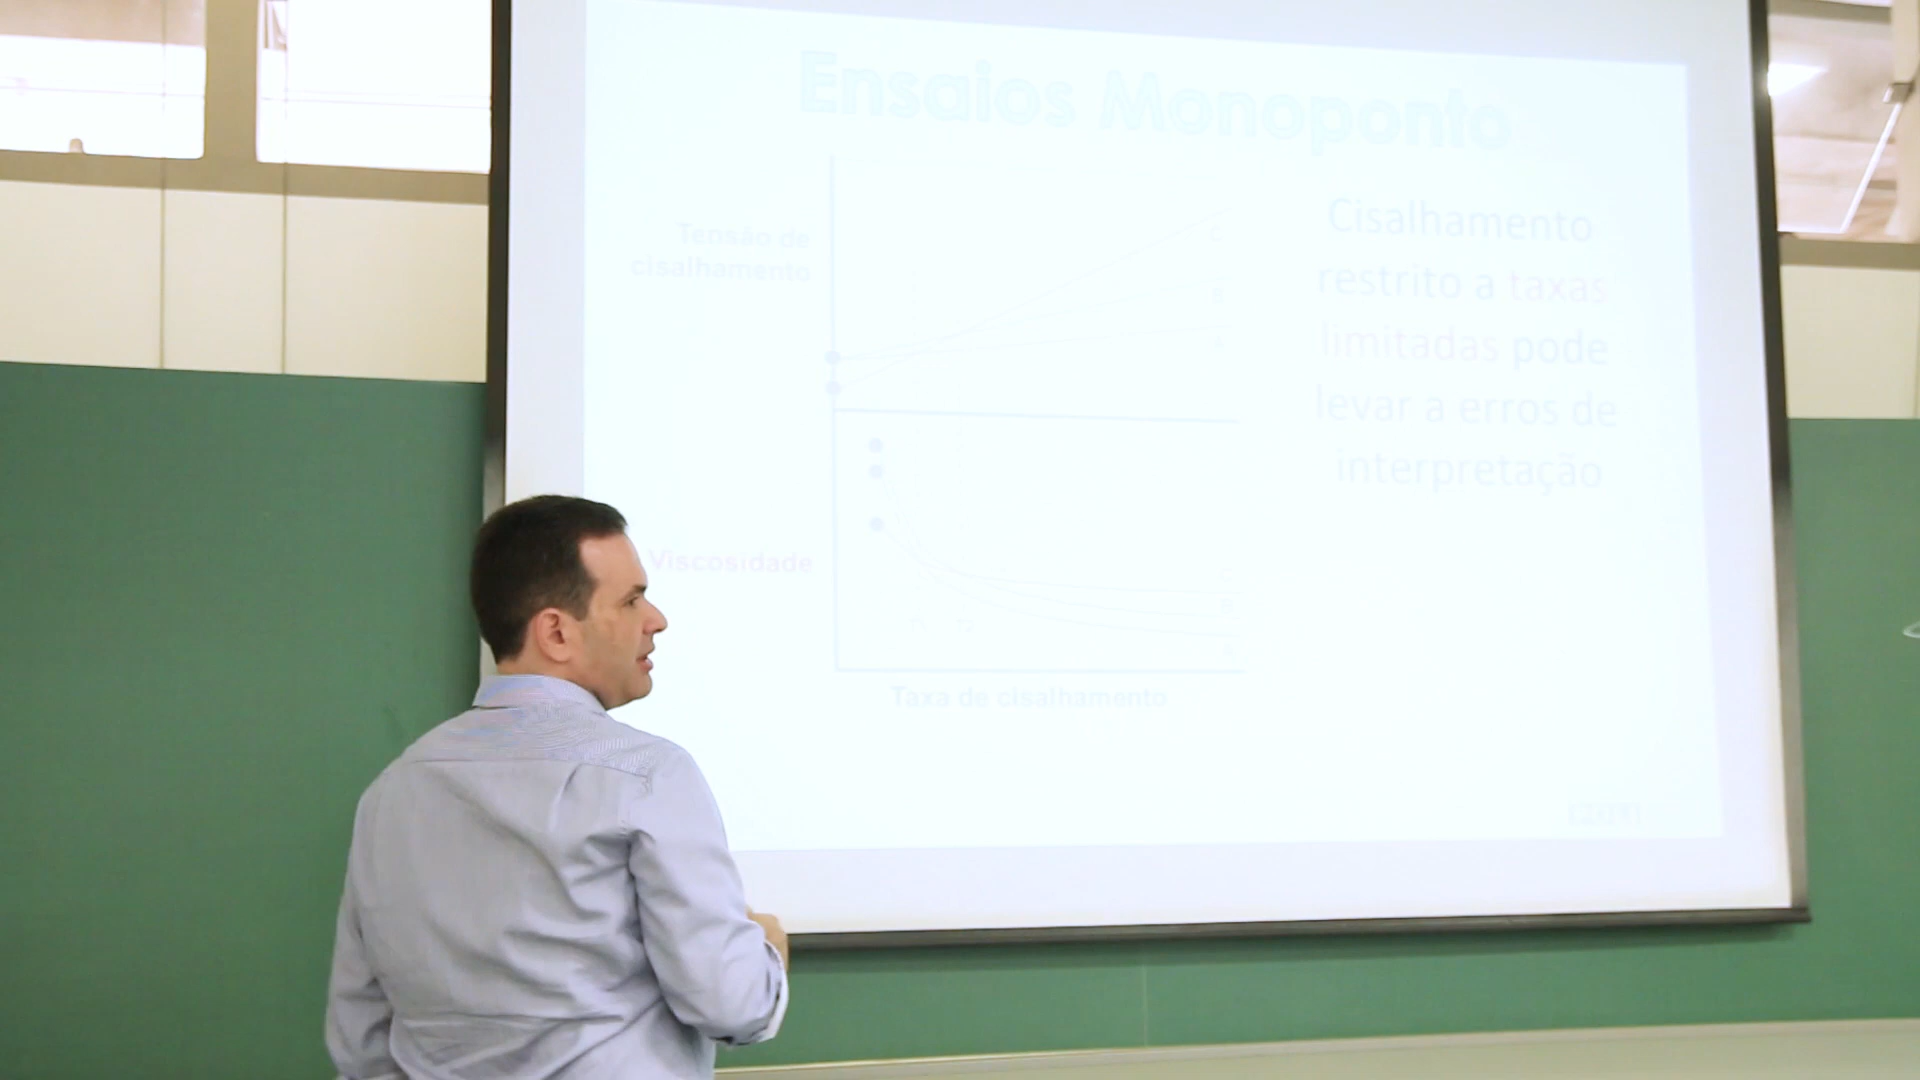 Ensaios Monoponto
Tensão de
cisalhamento
Cisalhamento
restrito a taxas
limitadas pode
levar a erros de
interpretação
Viscosidade
Taxa de cisalhamento